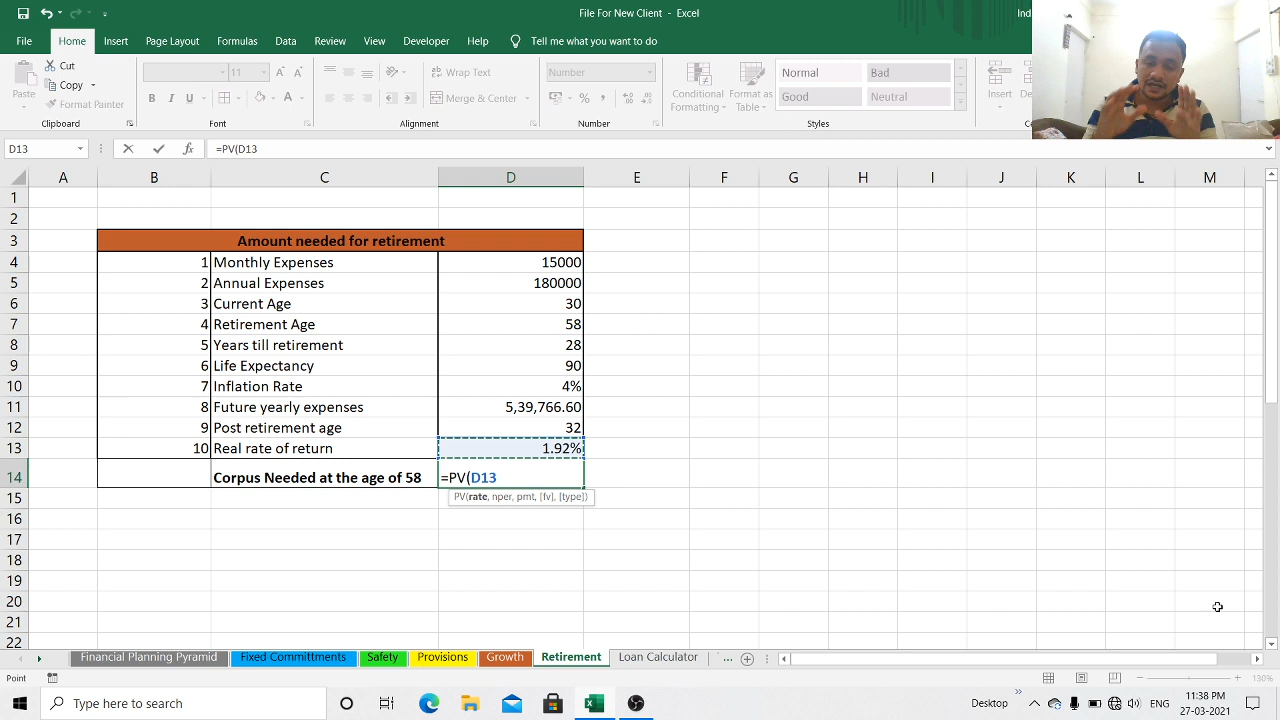 File For New Client - Excel
Ind
File Home Insert Page Layout Formulas Data Review View Developer Help Tell me what you want to do
Paste
Cut
Copy
Format Painter
Clipboard
11
B I U
Font
Wrap Text
Merge & Center
Alignment
Number
Number
Conditional Formatting
Format as Table
Normal
Bad
Good
Neutral
Styles
Insert
D13
=PV(D13
A B C D E F G H I J K L M
1
2
3 Amount needed for retirement
4 1 Monthly Expenses 15000
5 2 Annual Expenses 180000
6 3 Current Age 30
7 4 Retirement Age 58
8 5 Years till retirement 28
9 6 Life Expectancy 90
10 7 Inflation Rate 4%
11 8 Future yearly expenses 5,39,766.60
12 9 Post retirement age 32
13 10 Real rate of return 1.92%
14 Corpus Needed at the age of 58 =PV(D13
PV(rate, nper, pmt, [fv], [type])
15
16
17
18
19
20
21
22
Financial Planning Pyramid Fixed Committments Safety Provisions Growth Retirement Loan Calculator ...
Point
130%
Type here to search
Desktop
ENG
11:38 PM
27-03-2021